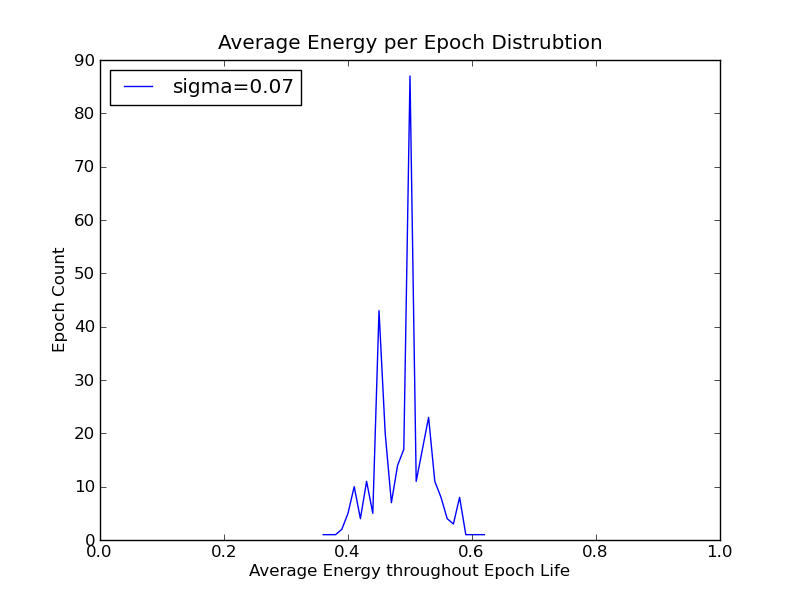 Average Energy per Epoch Distrubtion
sigma=0.07
90
80
70
60
50
40
30
20
10
0
Epoch Count
0.0 0.2 0.4 0.6 0.8 1.0
Average Energy throughout Epoch Life